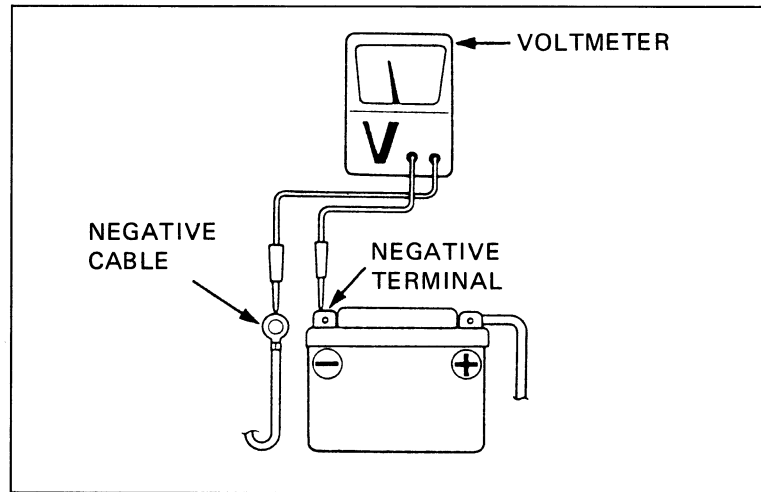 VOLTMETER
V
NEGATIVE
CABLE
NEGATIVE
TERMINAL
− +